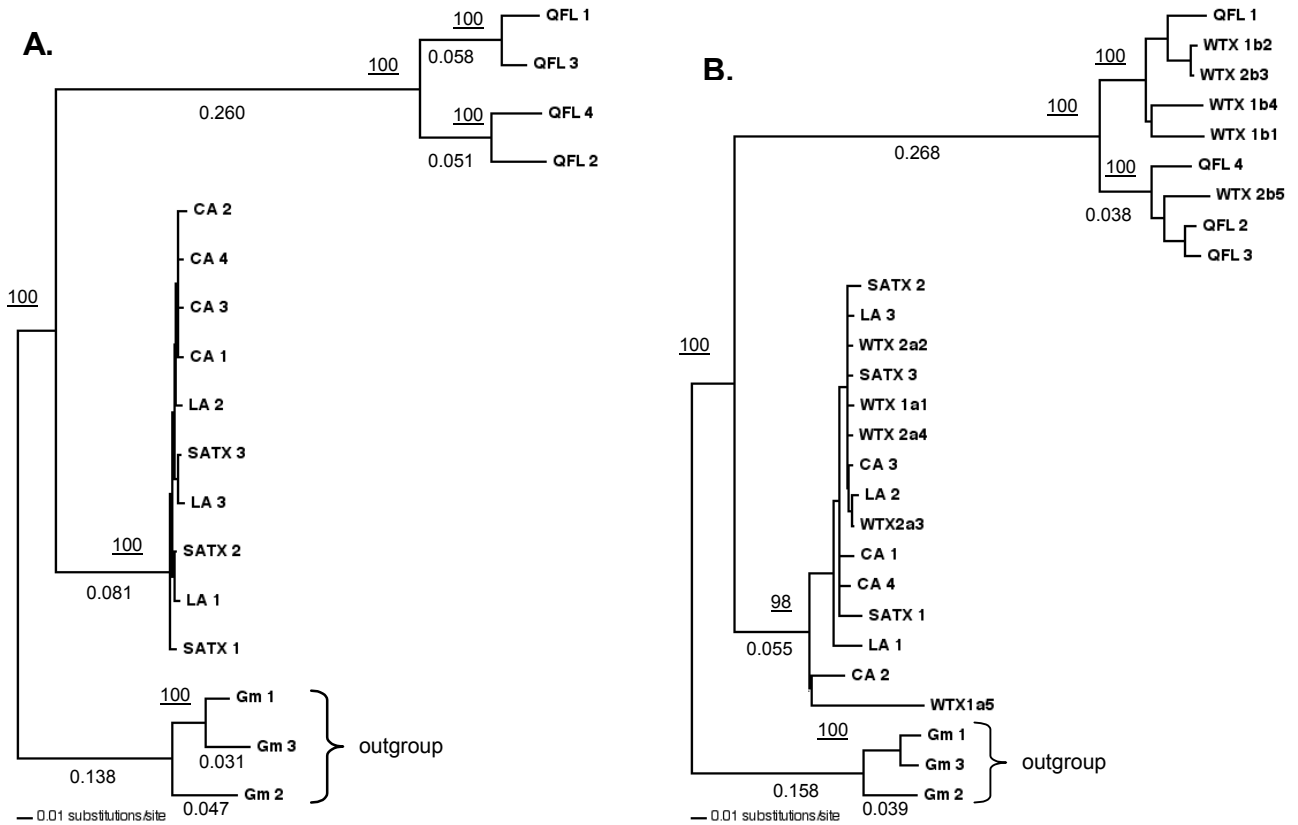 A.
100
QFL 1
0.058
QFL 3
100
0.260
100
QFL 4
0.051
QFL 2
CA 2
CA 4
100
CA 3
CA 1
LA 2
SATX 3
LA 3
100
SATX 2
0.081
LA 1
SATX 1
100
Gm 1
Gm 3
0.031
0.138
Gm 2
0.047
outgroup
0.01 substitutions/site
B.
QFL 1
100
WTX 1b2
WTX 2b3
100
WTX 1b4
WTX 1b1
0.268
100
QFL 4
WTX 2b5
0.038
QFL 2
QFL 3
SATX 2
LA 3
100
WTX 2a2
SATX 3
WTX 1a1
WTX 2a4
CA 3
LA 2
WTX2a3
CA 1
CA 4
98
SATX 1
0.055
LA 1
CA 2
WTX1a5
100
Gm 1
Gm 3
0.158
Gm 2
0.039
outgroup
0.01 substitutions/site